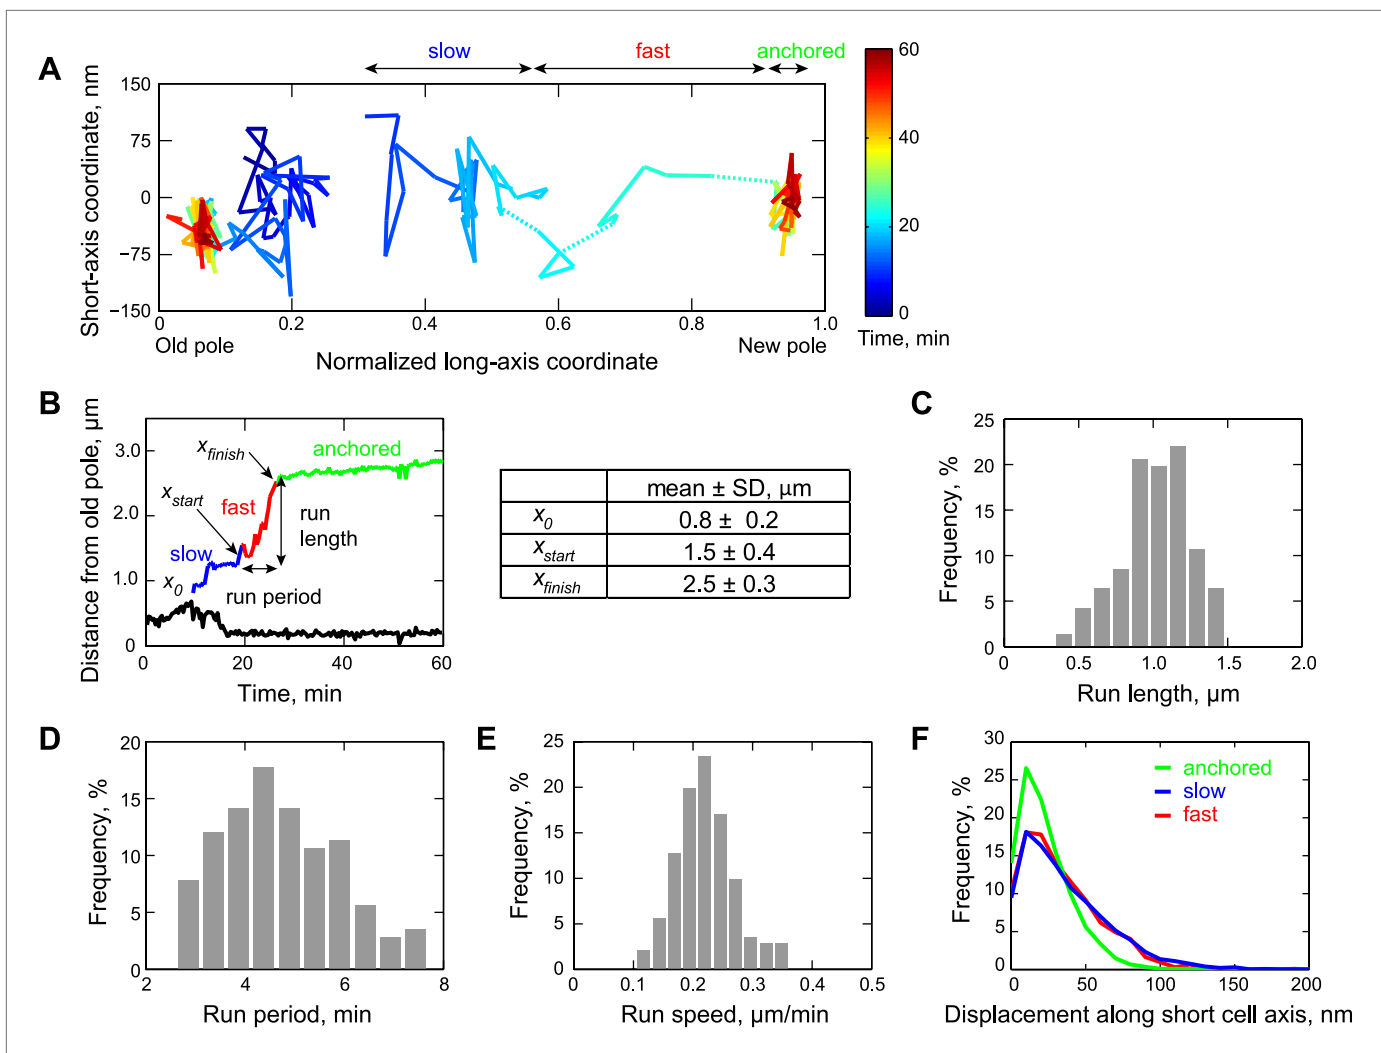 A
slow
fast
anchored
Short-axis coordinate, nm
150
75
0
−75
−150
0
0.2
0.4
0.6
0.8
1.0
Old pole
New pole
Normalized long-axis coordinate
60
40
20
0
Time, min
B
Distance from old pole, µm
3.0
2.0
1.0
0
0
20
40
60
Time, min
xfinish
anchored
xstart
fast
run
length
slow
x0
run period
mean ± SD, µm
x0
0.8 ± 0.2
xstart
1.5 ± 0.4
xfinish
2.5 ± 0.3
C
Frequency, %
25
20
15
10
5
0
0
0.5
1.0
1.5
2.0
Run length, µm
D
Frequency, %
20
15
10
5
0
2
4
6
8
Run period, min
E
Frequency, %
25
20
15
10
5
0
0
0.1
0.2
0.3
0.4
0.5
Run speed, µm/min
F
Frequency, %
30
25
20
15
10
5
0
0
50
100
150
200
anchored
slow
fast
Displacement along short cell axis, nm